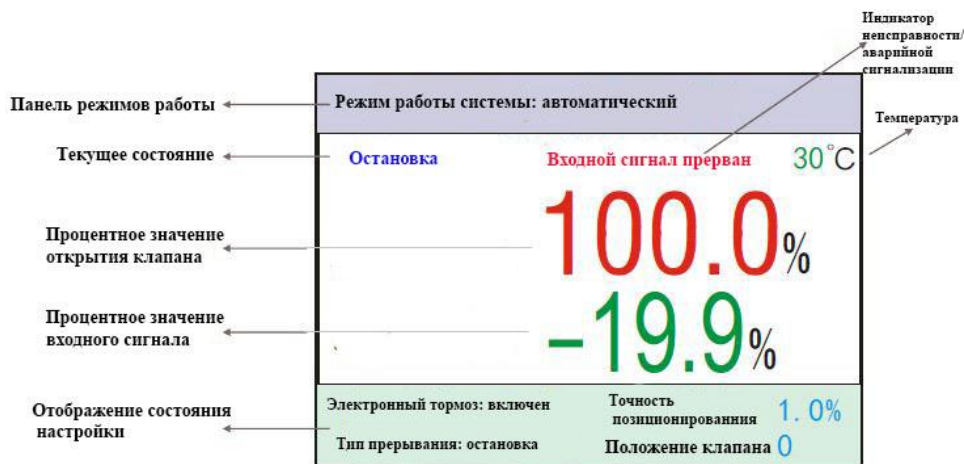 Индикатор
неисправности/
аварийной
сигнализации
Панель режимов работы
Режим работы системы: автоматический
Температура
Текущее состояние
Остановка
Входной сигнал прерван
30°C
Процентное значение
открытия клапана
100.0%
Процентное значение
входного сигнала
-19.9%
Отображение состояния
настройки
Электронный тормоз: включен
Точность
позиционированния
1.0%
Тип прерывания: остановка
Положение клапана 0